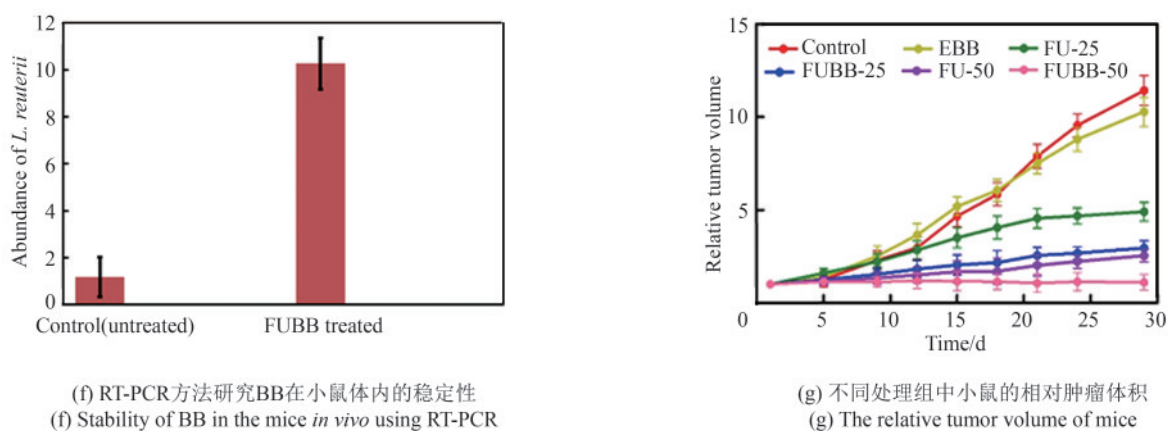 12
10
8
6
4
2
0
Abundance of L. reuterii
Control(untreated)
FUBB treated
(f) RT-PCR方法研究BB在小鼠体内的稳定性
(f) Stability of BB in the mice in vivo using RT-PCR
15
10
5
0
Relative tumor volume
Control
EBB
FU-25
FUBB-25
FU-50
FUBB-50
5
10
15
20
25
30
Time/d
(g) 不同处理组中小鼠的相对肿瘤体积
(g) The relative tumor volume of mice